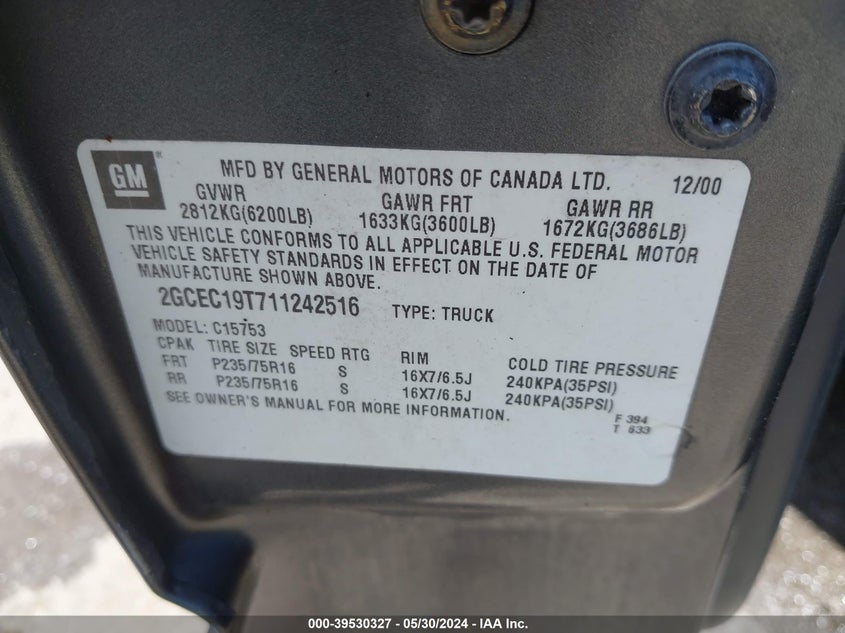 GM
MFD BY GENERAL MOTORS OF CANADA LTD. 12/00
GVWR GAWR FRT GAWR RR
2812KG(6200LB) 1633KG(3600LB) 1672KG(3686LB)
THIS VEHICLE CONFORMS TO ALL APPLICABLE U.S. FEDERAL MOTOR
VEHICLE SAFETY STANDARDS IN EFFECT ON THE DATE OF
MANUFACTURE SHOWN ABOVE.
2GCEC19T711242516 TYPE: TRUCK
MODEL: C15753
CPAK TIRE SIZE SPEED RTG RIM COLD TIRE PRESSURE
FRT P235/75R16 S 16X7/6.5J 240KPA(35PSI)
RR P235/75R16 S 16X7/6.5J 240KPA(35PSI)
SEE OWNER'S MANUAL FOR MORE INFORMATION.
F 394
T 633
000-39530327 - 05/30/2024 - IAA Inc.